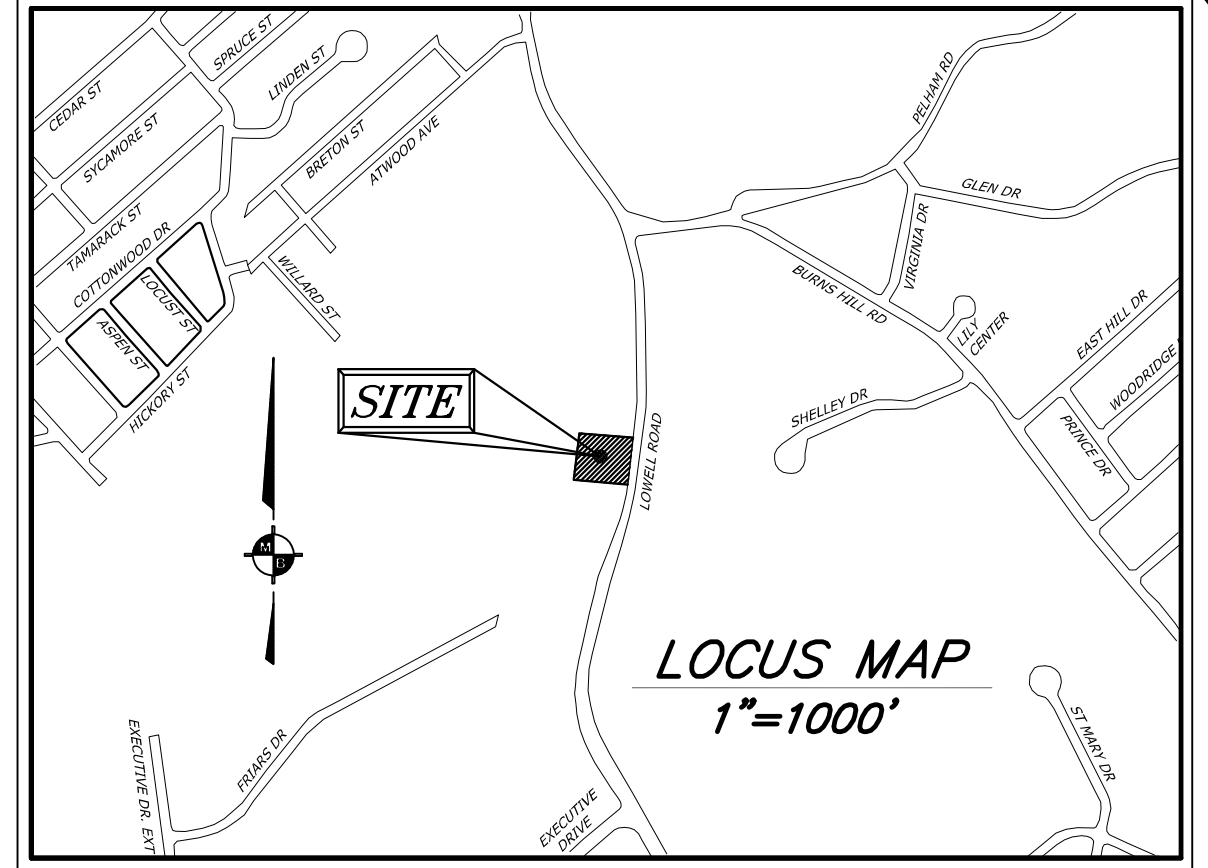 CEDAR ST
SPRUCE ST
LINDEN ST
SYCAMORE ST
BRETON ST
ATWOOD AVE
TAMARACK ST
COTTONWOOD DR
LOCUST ST
ASPEN ST
HICKORY ST
WILLARD ST
PELHAM RD
GLEN DR
VIRGINIA DR
BURNS HILL RD
LILY
CENTER
EAST HILL DR
WOODRIDGE
PRINCE DR
SHELLEY DR
SITE
LOWELL ROAD
M
B
LOCUS MAP
1"=1000'
FRIARS DR
EXECUTIVE DR. EXT
EXECUTIVE
DRIVE
ST MARY DR